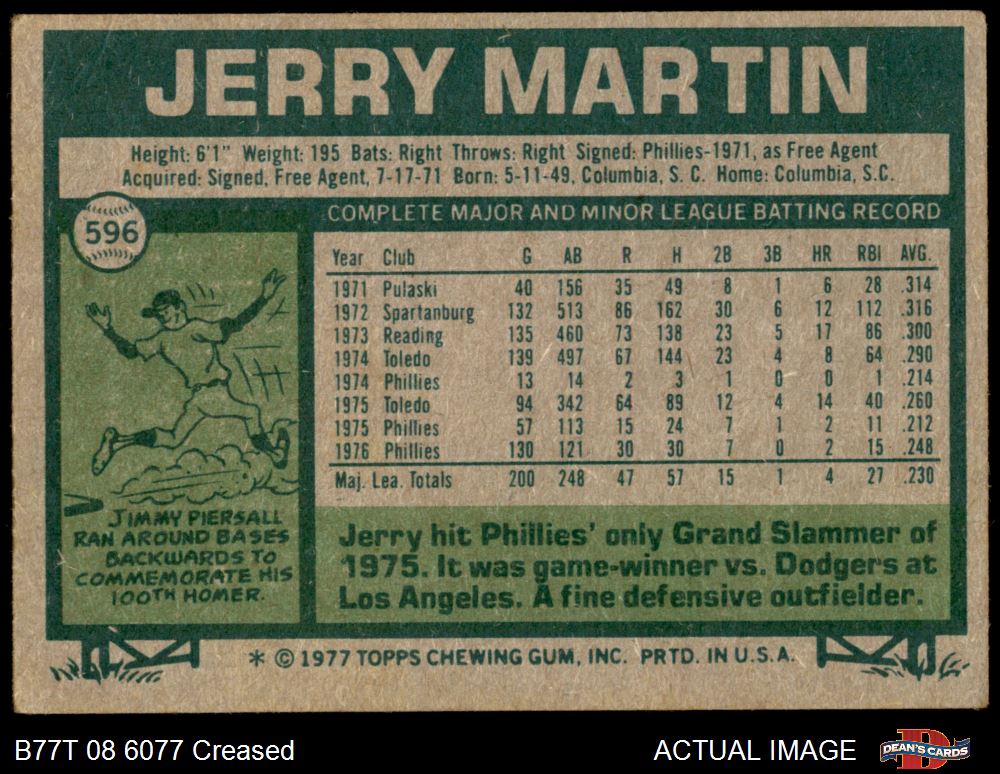 JERRY MARTIN
Height: 6'1" Weight: 195 Bats: Right Throws: Right Signed: Phillies-1971, as Free Agent
Acquired: Signed, Free Agent, 7-17-71 Born: 5-11-49, Columbia, S. C. Home: Columbia, S.C.
596
COMPLETE MAJOR AND MINOR LEAGUE BATTING RECORD
Year Club G AB R H 2B 3B HR RBI AVG.
1971 Pulaski 40 156 35 49 8 1 6 28 .314
1972 Spartanburg 132 513 86 162 30 6 12 112 .316
1973 Reading 135 460 73 138 23 5 17 86 .300
1974 Toledo 139 497 67 144 23 4 8 64 .290
1974 Phillies 13 14 2 3 1 0 0 1 .214
1975 Toledo 94 342 64 89 12 4 14 40 .260
1975 Phillies 57 113 15 24 7 1 2 11 .212
1976 Phillies 130 121 30 30 7 0 2 15 .248
Maj. Lea. Totals 200 248 47 57 15 1 4 27 .230
JIMMY PIERSALL
RAN AROUND BASES
BACKWARDS TO
COMMEMORATE HIS
100TH HOMER.
Jerry hit Phillies' only Grand Slammer of
1975. It was game-winner vs. Dodgers at
Los Angeles. A fine defensive outfielder.
* © 1977 TOPPS CHEWING GUM, INC. PRTD. IN U.S.A.
B77T 08 6077 Creased
ACTUAL IMAGE
D
DEAN'S CARDS